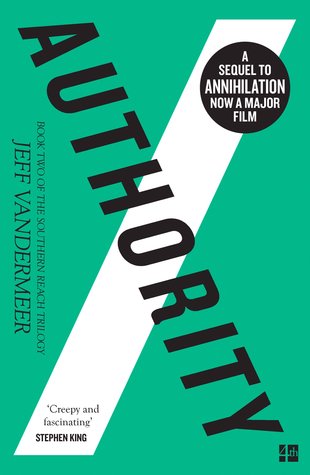 AUTHORITY
A
SEQUEL TO
ANNIHILATION
NOW A MAJOR
FILM
BOOK TWO OF THE SOUTHERN REACH TRILOGY
JEFF VANDERMEER
‘Creepy and
fascinating’
STEPHEN KING
4th